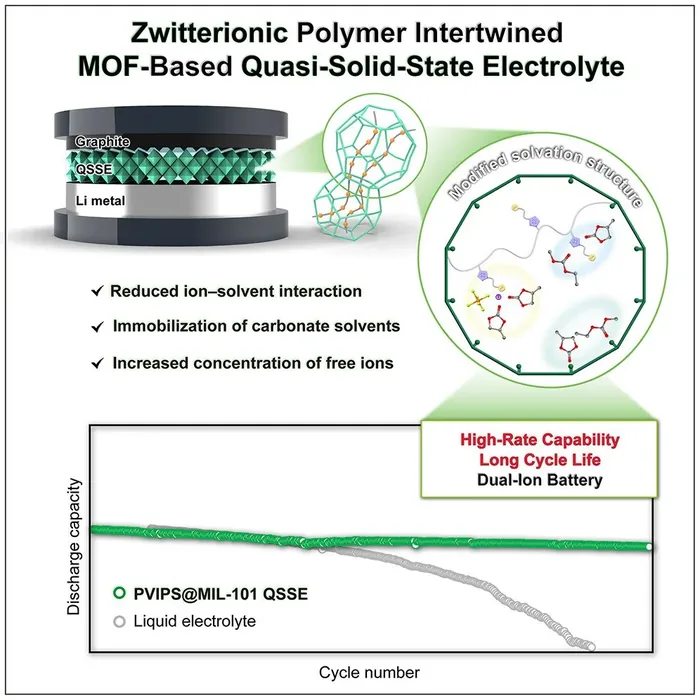 Zwitterionic Polymer Intertwined
MOF-Based Quasi-Solid-State Electrolyte
Graphite
QSSE
Li metal
Modified solvation structure
✓ Reduced ion–solvent interaction
✓ Immobilization of carbonate solvents
✓ Increased concentration of free ions
High-Rate Capability
Long Cycle Life
Dual-Ion Battery
Discharge capacity
PVIPS@MIL-101 QSSE
Liquid electrolyte
Cycle number